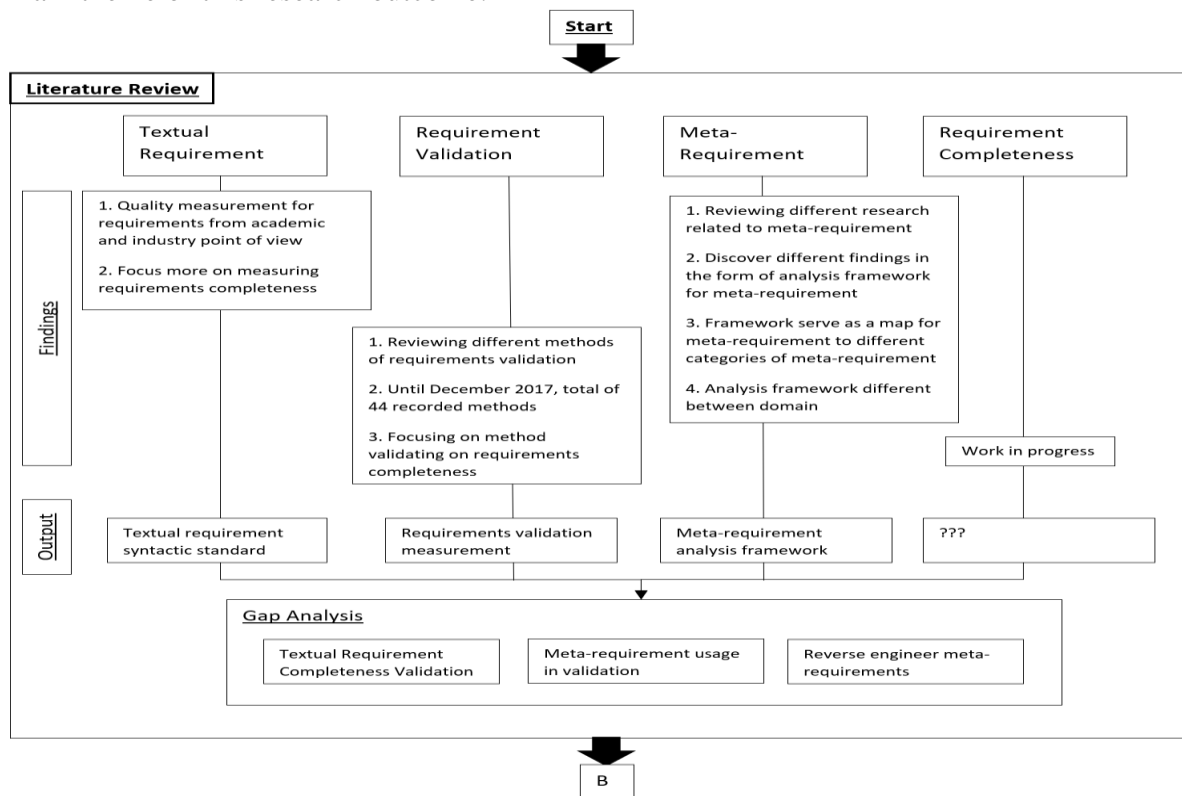 Start
Literature Review
Textual
Requirement
Requirement
Validation
Meta-
Requirement
Requirement
Completeness
Findings
1. Quality measurement for
requirements from academic
and industry point of view
2. Focus more on measuring
requirements completeness
1. Reviewing different methods
of requirements validation
2. Until December 2017, total of
44 recorded methods
3. Focusing on method
validating on requirements
completeness
1. Reviewing different research
related to meta-requirement
2. Discover different findings in
the form of analysis framework
for meta-requirement
3. Framework serve as a map for
meta-requirement to different
categories of meta-requirement
4. Analysis framework different
between domain
Work in progress
Output
Textual requirement
syntactic standard
Requirements validation
measurement
Meta-requirement
analysis framework
???
Gap Analysis
Textual Requirement
Completeness Validation
Meta-requirement usage
in validation
Reverse engineer meta-
requirements
B